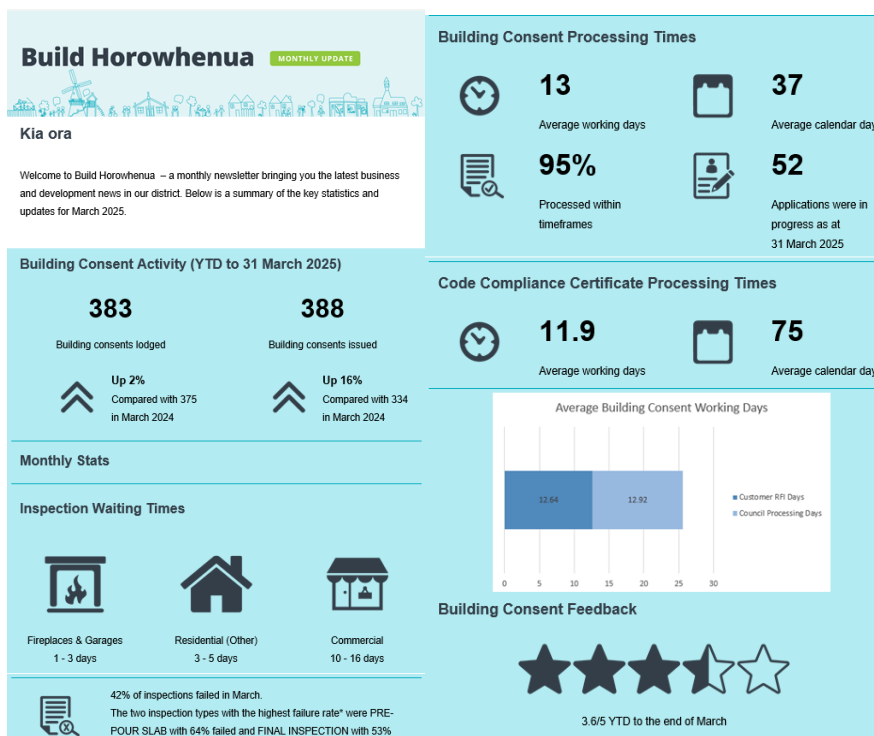 Build Horowhenua
MONTHLY UPDATE
Kia ora
Welcome to Build Horowhenua – a monthly newsletter bringing you the latest business
and development news in our district. Below is a summary of the key statistics and
updates for March 2025.
Building Consent Activity (YTD to 31 March 2025)
383
Building consents lodged
388
Building consents issued
Up 2%
Compared with 375
in March 2024
Up 16%
Compared with 334
in March 2024
Monthly Stats
Inspection Waiting Times
Fireplaces & Garages
1 - 3 days
Residential (Other)
3 - 5 days
Commercial
10 - 16 days
42% of inspections failed in March.
The two inspection types with the highest failure rate* were PRE-
POUR SLAB with 64% failed and FINAL INSPECTION with 53%
Building Consent Processing Times
13
Average working days
37
Average calendar day
95%
Processed within
timeframes
52
Applications were in
progress as at
31 March 2025
Code Compliance Certificate Processing Times
11.9
Average working days
75
Average calendar day
Average Building Consent Working Days
12.64
12.92
Customer RFI Days
Council Processing Days
0 5 10 15 20 25 30
Building Consent Feedback
3.6/5 YTD to the end of March